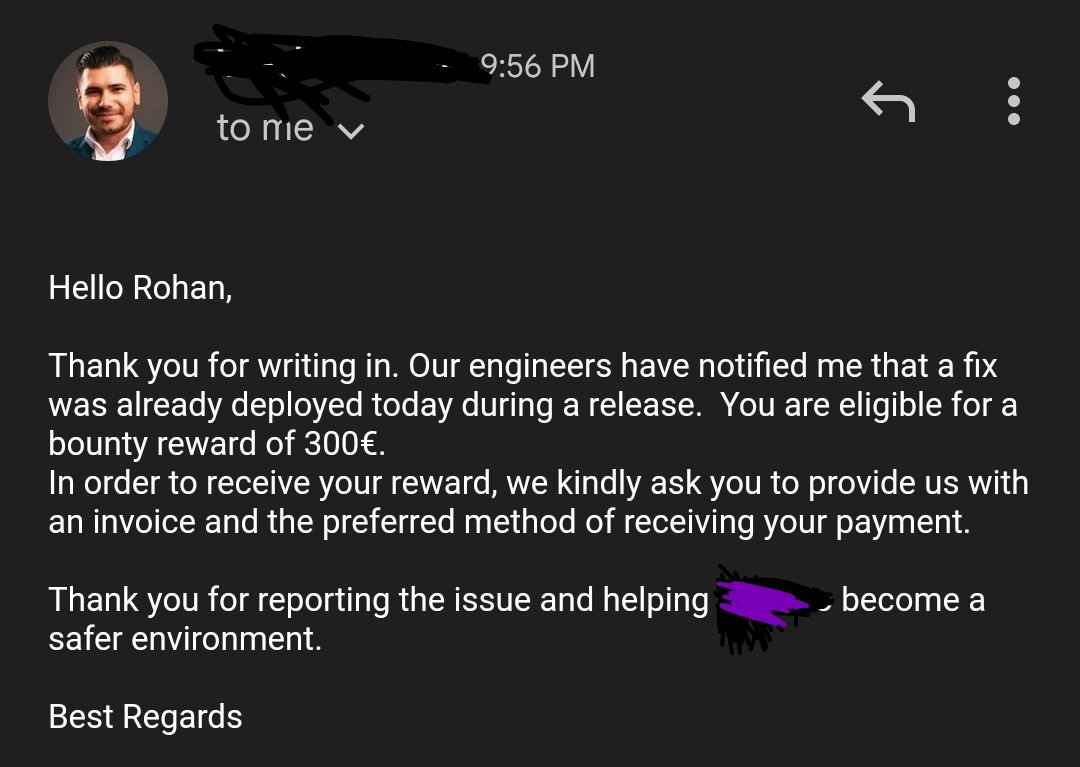 9:56 PM
to me
Hello Rohan,
Thank you for writing in. Our engineers have notified me that a fix
was already deployed today during a release.  You are eligible for a
bounty reward of 300€.
In order to receive your reward, we kindly ask you to provide us with
an invoice and the preferred method of receiving your payment.
Thank you for reporting the issue and helping become a
safer environment.
Best Regards